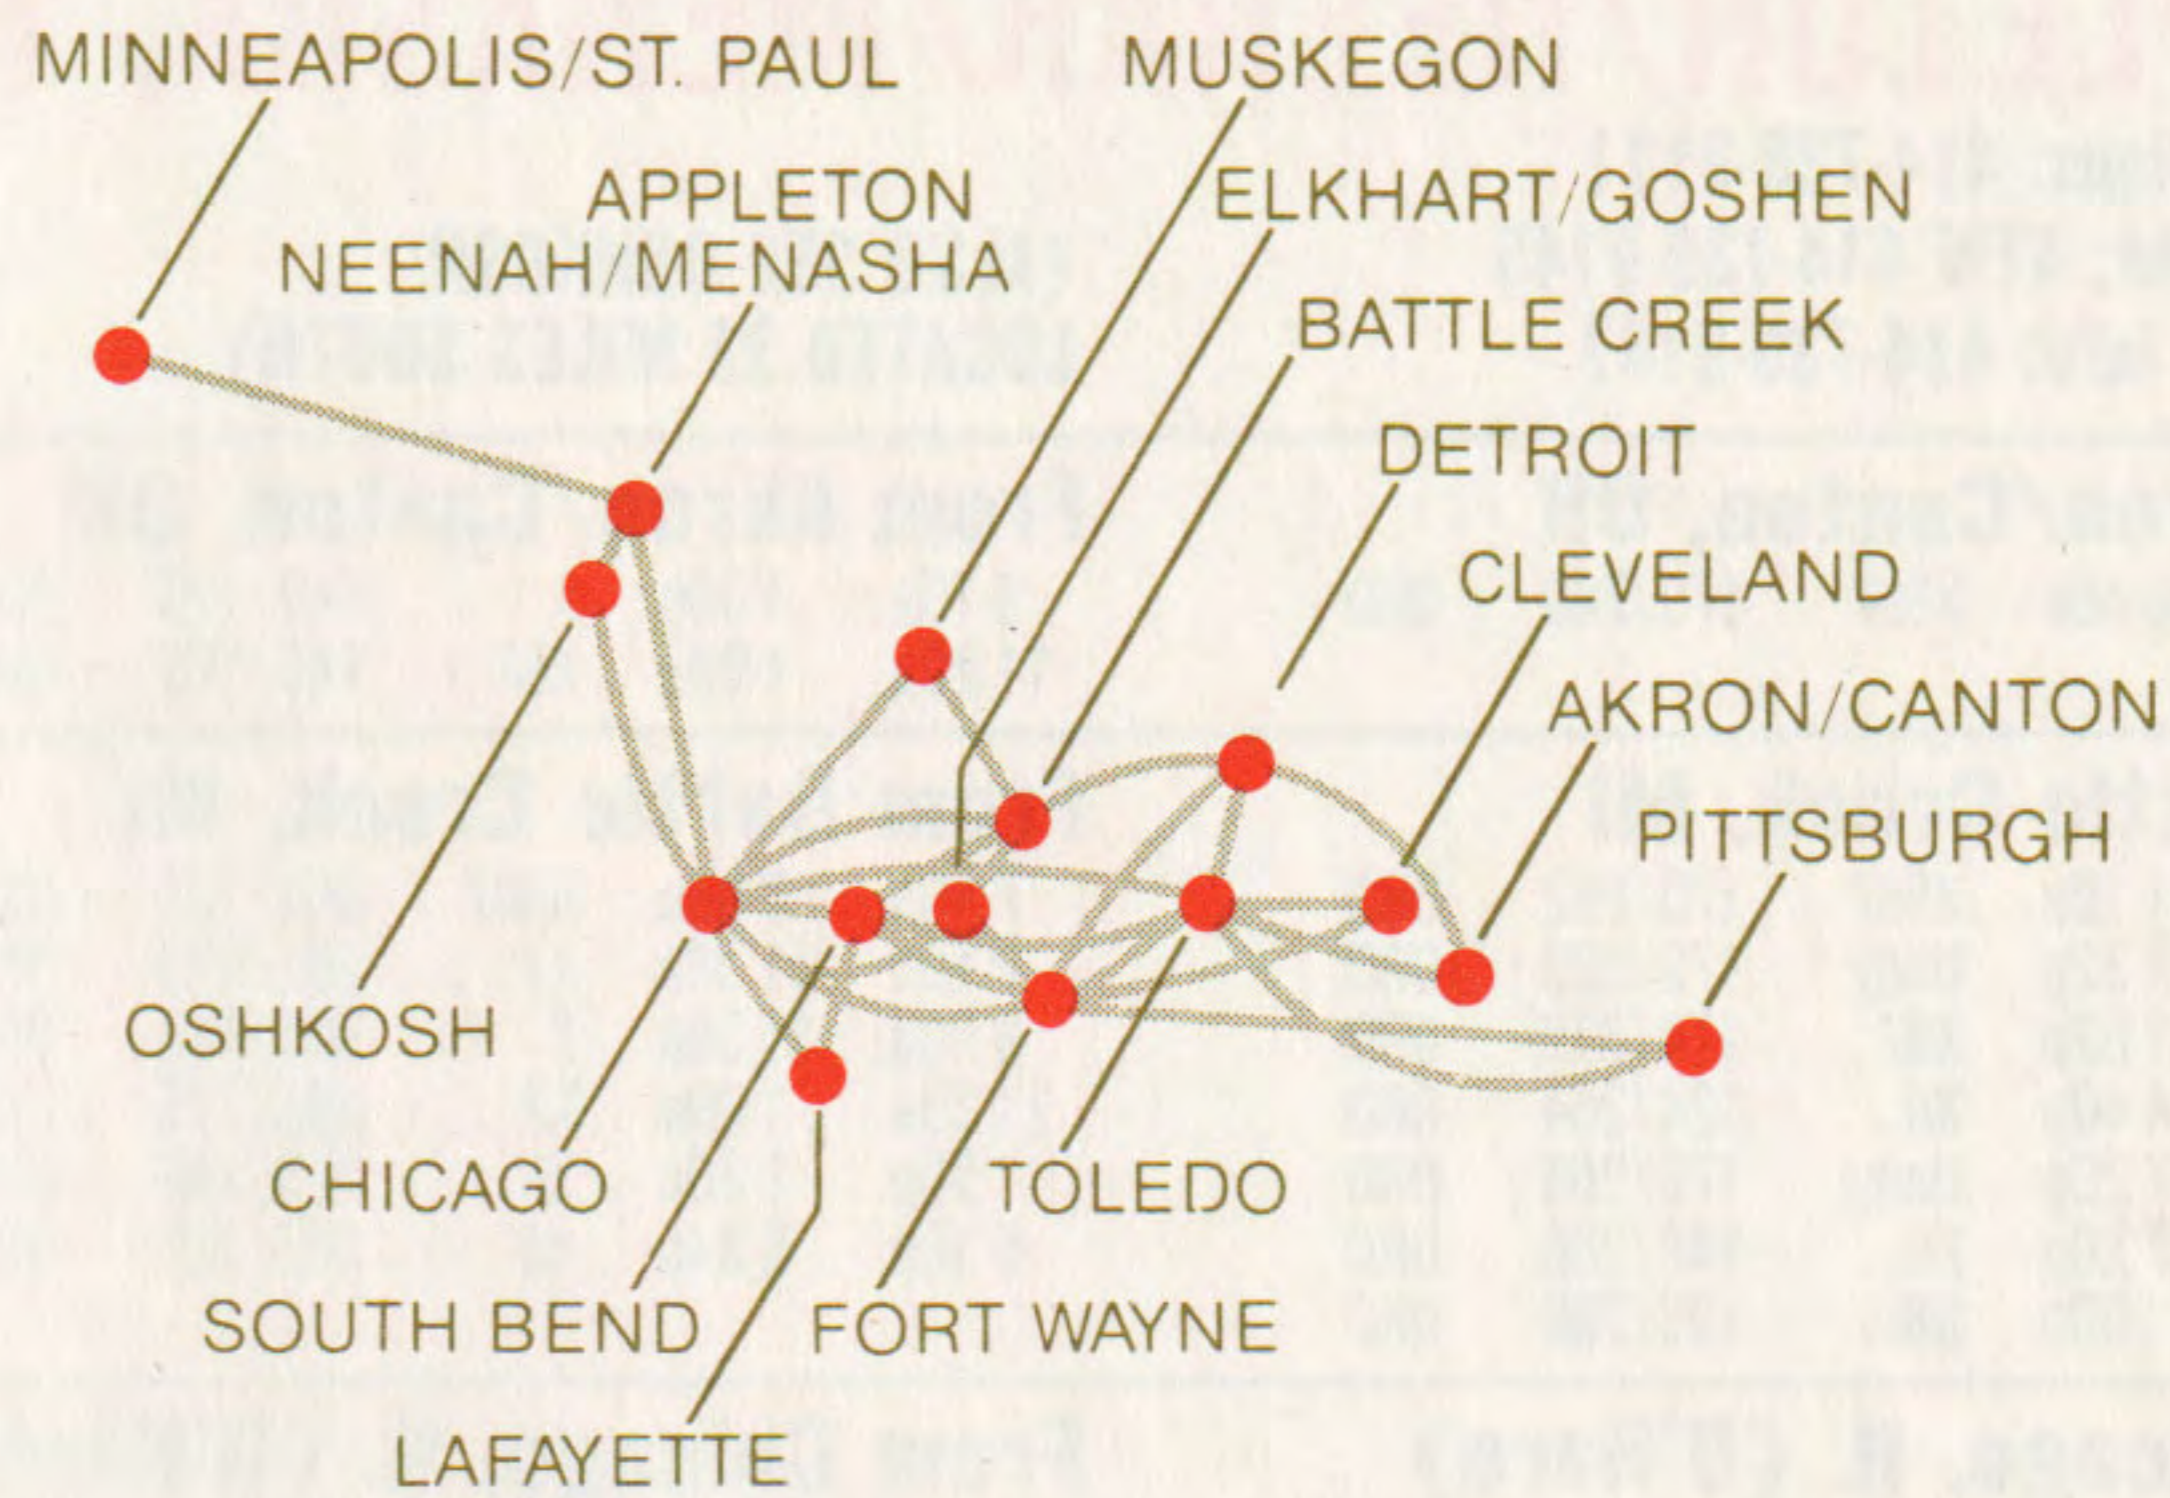 MINNEAPOLIS/ST. PAUL
MUSKEGON
APPLETON
NEENAH/MENASHA
ELKHART/GOSHEN
BATTLE CREEK
DETROIT
CLEVELAND
AKRON/CANTON
PITTSBURGH
OSHKOSH
CHICAGO
TOLEDO
SOUTH BEND
FORT WAYNE
LAFAYETTE